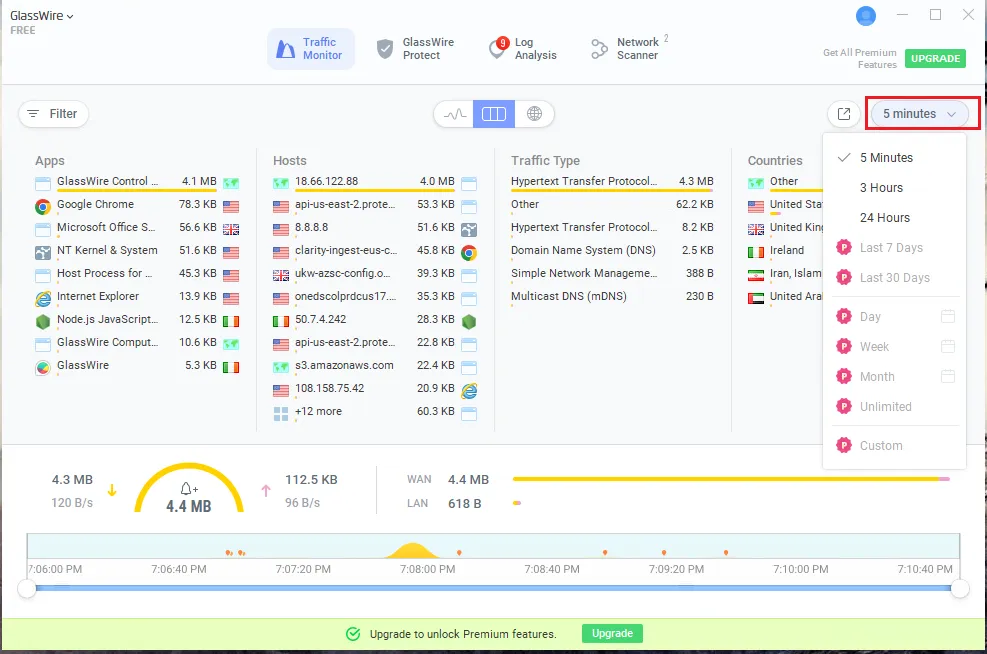 GlassWire
FREE
Traffic
Monitor
GlassWire
Protect
9
Log
Analysis
Network 2
Scanner
Get All Premium
Features
UPGRADE
Filter
5 minutes
Apps
GlassWire Control ... 4.1 MB
Google Chrome 78.3 KB
Microsoft Office S... 56.6 KB
NT Kernel & System 51.6 KB
Host Process for ... 45.3 KB
Internet Explorer 13.9 KB
Node.js JavaScript... 12.5 KB
GlassWire Comput... 10.6 KB
GlassWire 5.3 KB
Hosts
18.66.122.88 4.0 MB
api-us-east-2.prote... 53.3 KB
8.8.8.8 51.6 KB
clarity-ingest-eus-c... 45.8 KB
ukw-azsc-config.o... 39.3 KB
onedscolprdcus17.... 35.3 KB
50.7.4.242 28.3 KB
api-us-east-2.prote... 22.8 KB
s3.amazonaws.com 22.4 KB
108.158.75.42 20.9 KB
+12 more 60.3 KB
Traffic Type
Hypertext Transfer Protocol... 4.3 MB
Other 62.2 KB
Hypertext Transfer Protocol... 8.2 KB
Domain Name System (DNS) 2.5 KB
Simple Network Manageme... 388 B
Multicast DNS (mDNS) 230 B
Countries
Other
United Sta
United King
Ireland
Iran, Islam
United Ara
5 Minutes
3 Hours
24 Hours
P Last 7 Days
P Last 30 Days
P Day
P Week
P Month
P Unlimited
P Custom
4.3 MB
120 B/s
4.4 MB
112.5 KB
96 B/s
WAN 4.4 MB
LAN 618 B
7:06:00 PM 7:06:40 PM 7:07:20 PM 7:08:00 PM 7:08:40 PM 7:09:20 PM 7:10:00 PM 7:10:40 PM
Upgrade to unlock Premium features. Upgrade